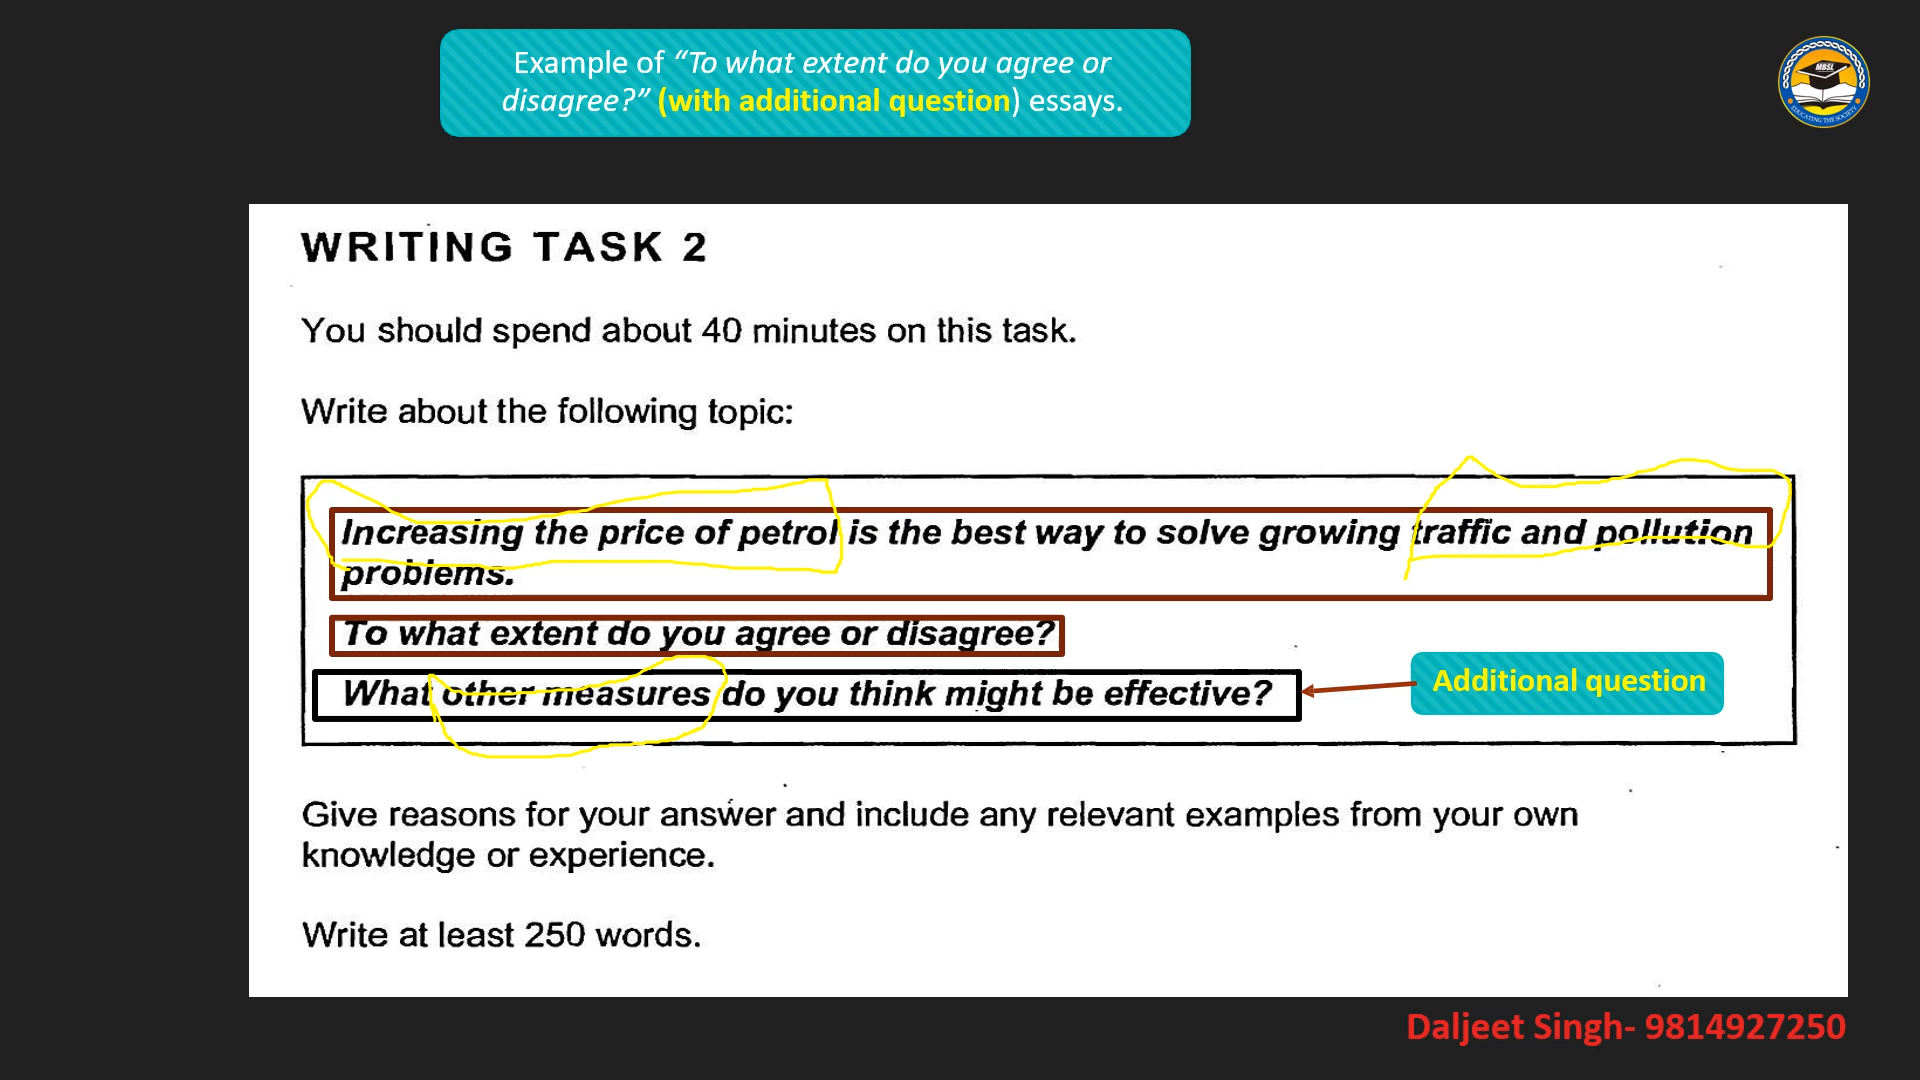 Example of “To what extent do you agree or
disagree?” (with additional question) essays.
MBSL
EDUCATING THE SOCIETY
WRITING TASK 2
You should spend about 40 minutes on this task.
Write about the following topic:
Increasing the price of petrol is the best way to solve growing traffic and pollution
problems.
To what extent do you agree or disagree?
What other measures do you think might be effective?
Additional question
Give reasons for your answer and include any relevant examples from your own
knowledge or experience.
Write at least 250 words.
Daljeet Singh- 9814927250